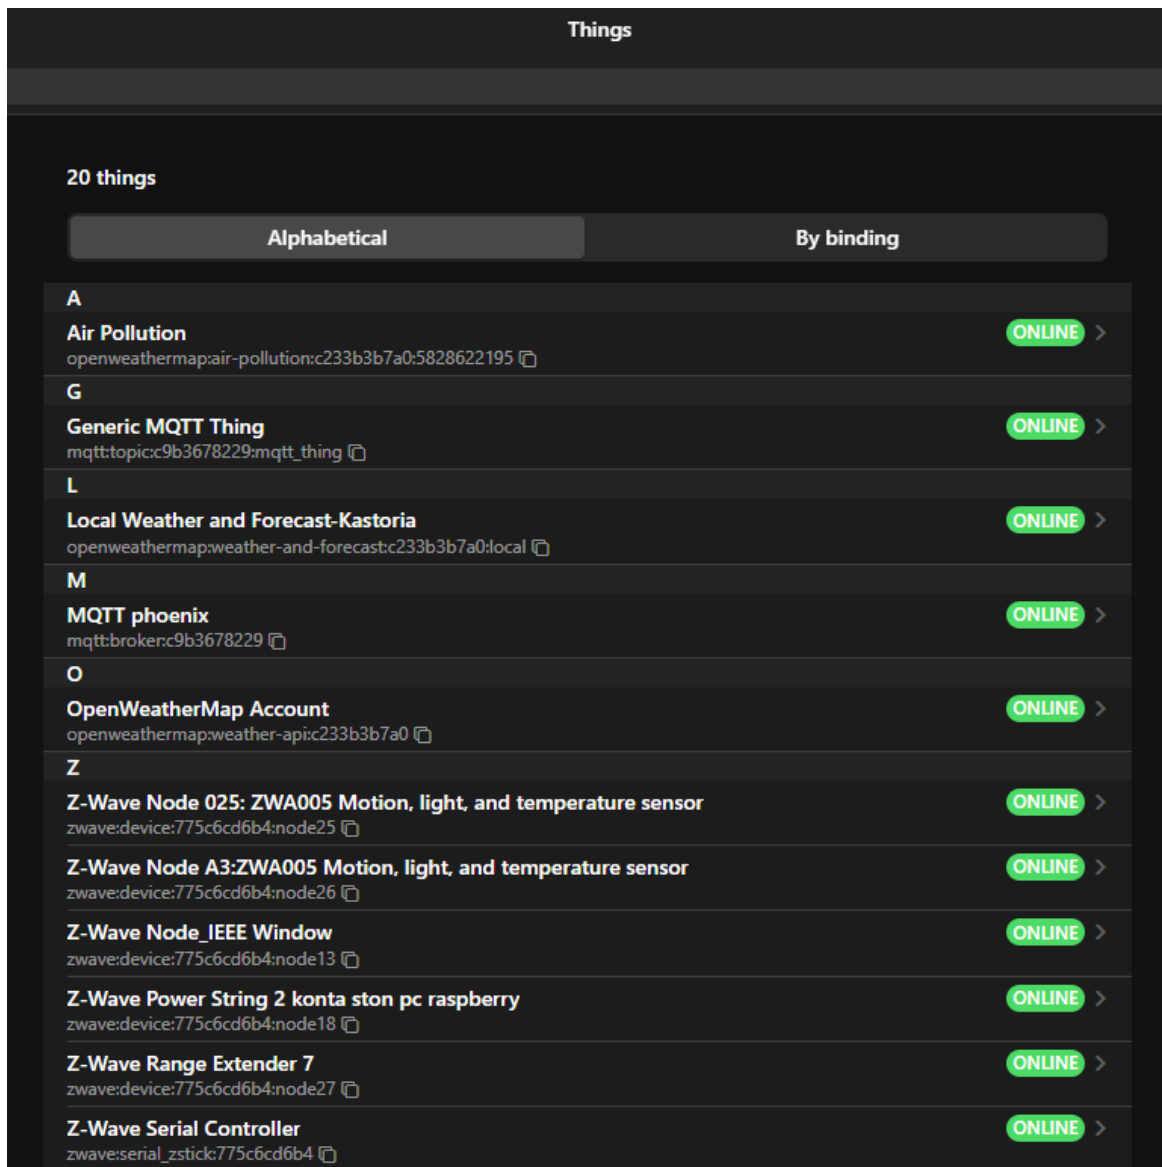 Things
20 things
Alphabetical
By binding
A
Air Pollution
ONLINE
openweathermap:air-pollution:c233b3b7a0:5828622195
G
Generic MQTT Thing
ONLINE
mqtt:topic:c9b3678229:mqtt_thing
L
Local Weather and Forecast-Kastoria
ONLINE
openweathermap:weather-and-forecast:c233b3b7a0:local
M
MQTT phoenix
ONLINE
mqtt:broker:c9b3678229
O
OpenWeatherMap Account
ONLINE
openweathermap:weather-api:c233b3b7a0
Z
Z-Wave Node 025: ZWA005 Motion, light, and temperature sensor
ONLINE
zwave:device:775c6cd6b4:node25
Z-Wave Node A3:ZWA005 Motion, light, and temperature sensor
ONLINE
zwave:device:775c6cd6b4:node26
Z-Wave Node_IEEE Window
ONLINE
zwave:device:775c6cd6b4:node13
Z-Wave Power String 2 konta ston pc raspberry
ONLINE
zwave:device:775c6cd6b4:node18
Z-Wave Range Extender 7
ONLINE
zwave:device:775c6cd6b4:node27
Z-Wave Serial Controller
ONLINE
zwave:serial_zstick:775c6cd6b4